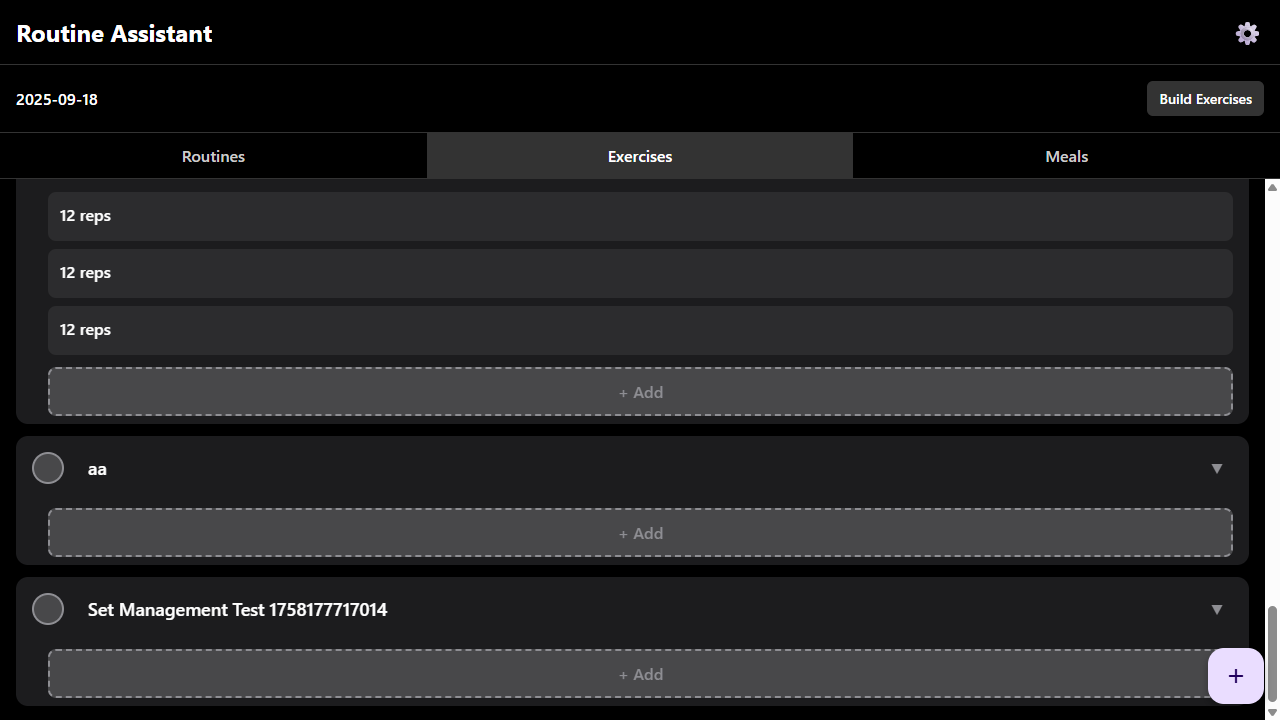 Routine Assistant
2025-09-18
Build Exercises
Routines
Exercises
Meals
12 reps
12 reps
12 reps
+ Add
aa
+ Add
Set Management Test 1758177717014
+ Add
+